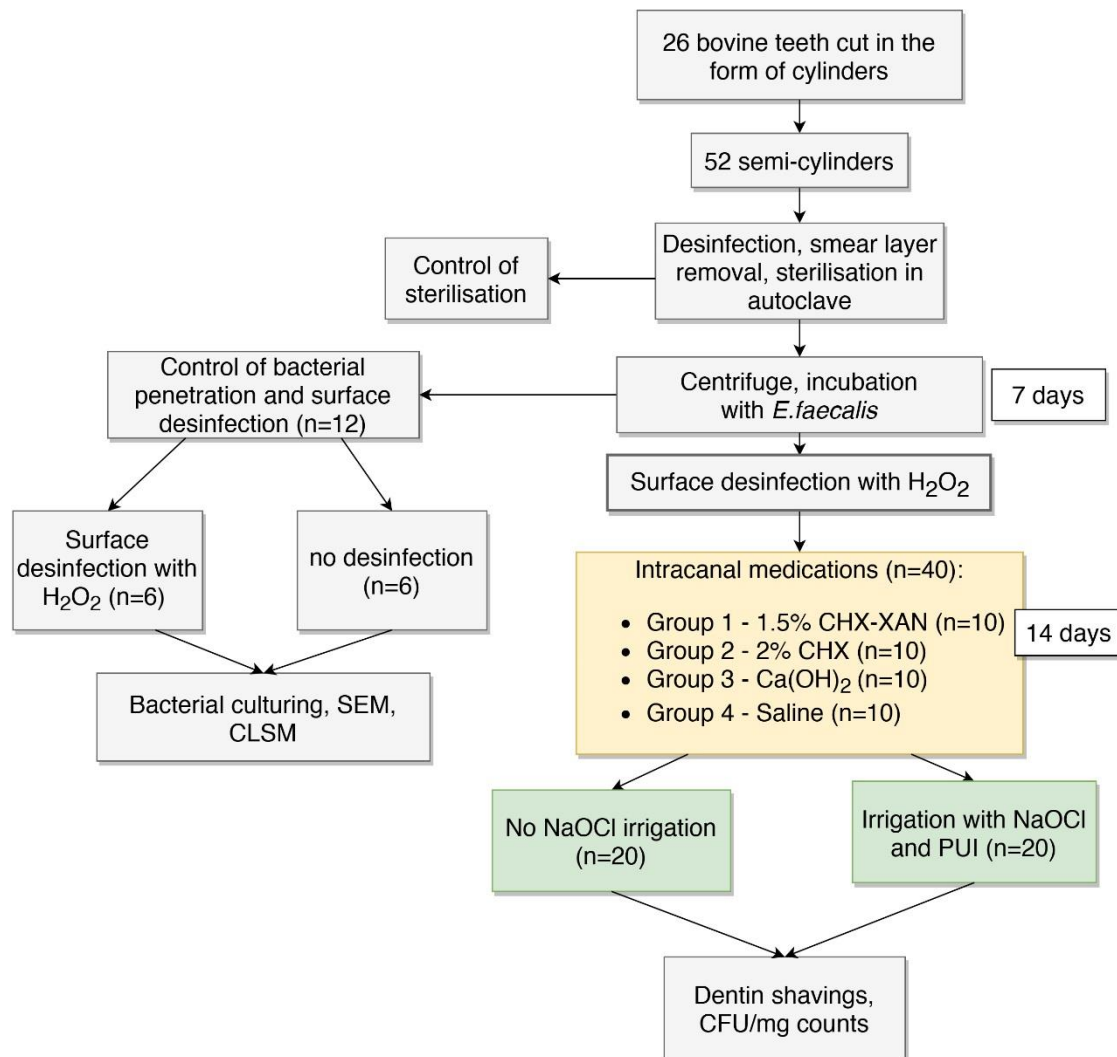 26 bovine teeth cut in the
form of cylinders
52 semi-cylinders
Desinfection, smear layer
removal, sterilisation in
autoclave
Control of
sterilisation
Centrifuge, incubation
with E.faecalis
7 days
Control of bacterial
penetration and surface
desinfection (n=12)
Surface desinfection with H₂O₂
Surface
desinfection with
H₂O₂ (n=6)
no desinfection
(n=6)
Bacterial culturing, SEM,
CLSM
Intracanal medications (n=40):
• Group 1 - 1.5% CHX-XAN (n=10)
• Group 2 - 2% CHX (n=10)
• Group 3 - Ca(OH)₂ (n=10)
• Group 4 - Saline (n=10)
14 days
No NaOCl irrigation
(n=20)
Irrigation with NaOCl
and PUI (n=20)
Dentin shavings,
CFU/mg counts